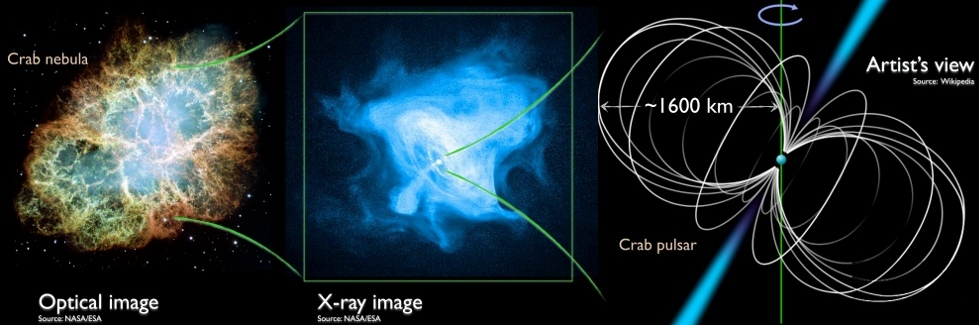 Crab nebula
Optical image
Source: NASA/ESA
X-ray image
Source: NASA/ESA
Artist's view
Source: Wikipedia
~1600 km
Crab pulsar